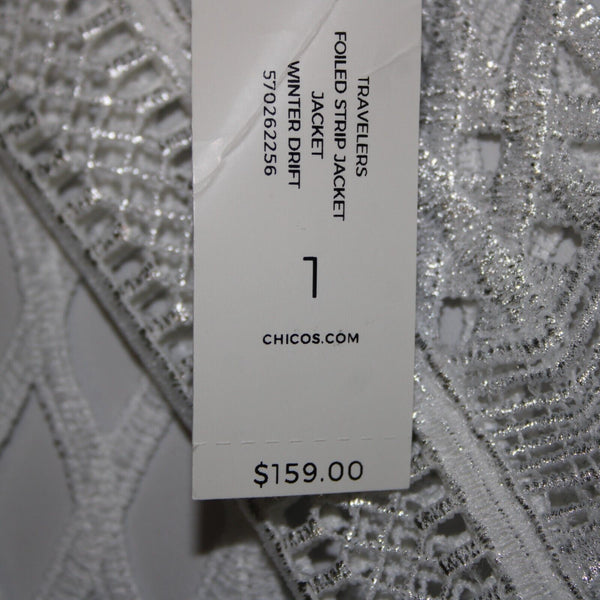 TRAVELERS
FOILED STRIP JACKET
JACKET
WINTER DRIFT
570262256
1
CHICOS.COM
$159.00